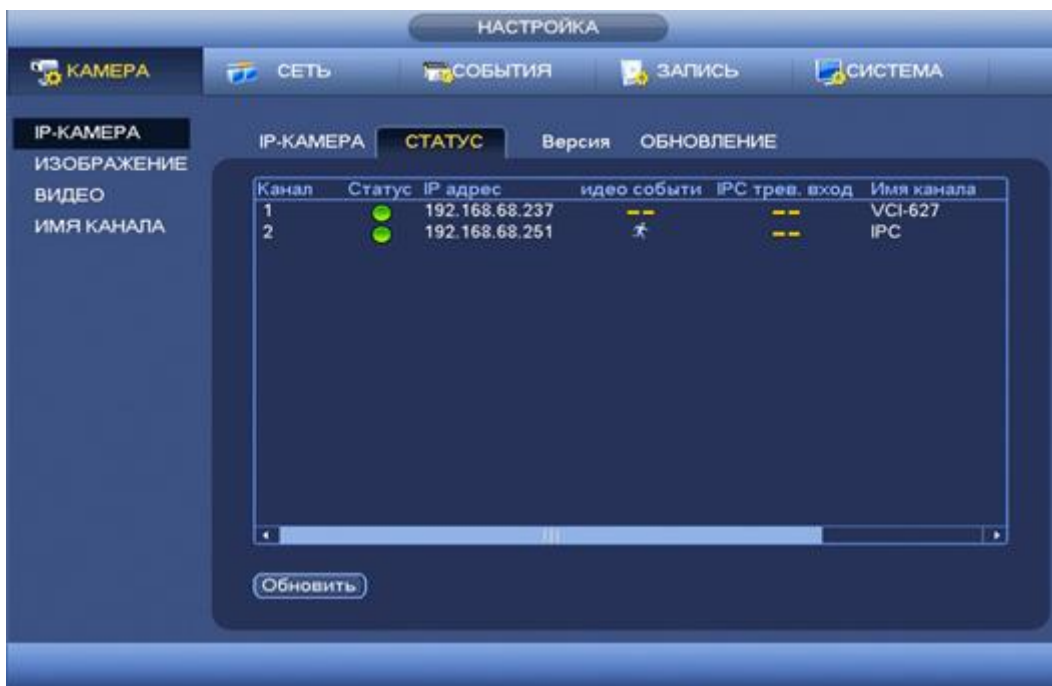 НАСТРОЙКА
КАМЕРА СЕТЬ СОБЫТИЯ ЗАПИСЬ СИСТЕМА
IP-КАМЕРА
ИЗОБРАЖЕНИЕ
ВИДЕО
ИМЯ КАНАЛА
IP-КАМЕРА СТАТУС Версия ОБНОВЛЕНИЕ
Канал Статус IP адрес идео событи IPC трев. вход Имя канала
1 192.168.68.237 -- -- VCI-627
2 192.168.68.251 -- IPC
Обновить